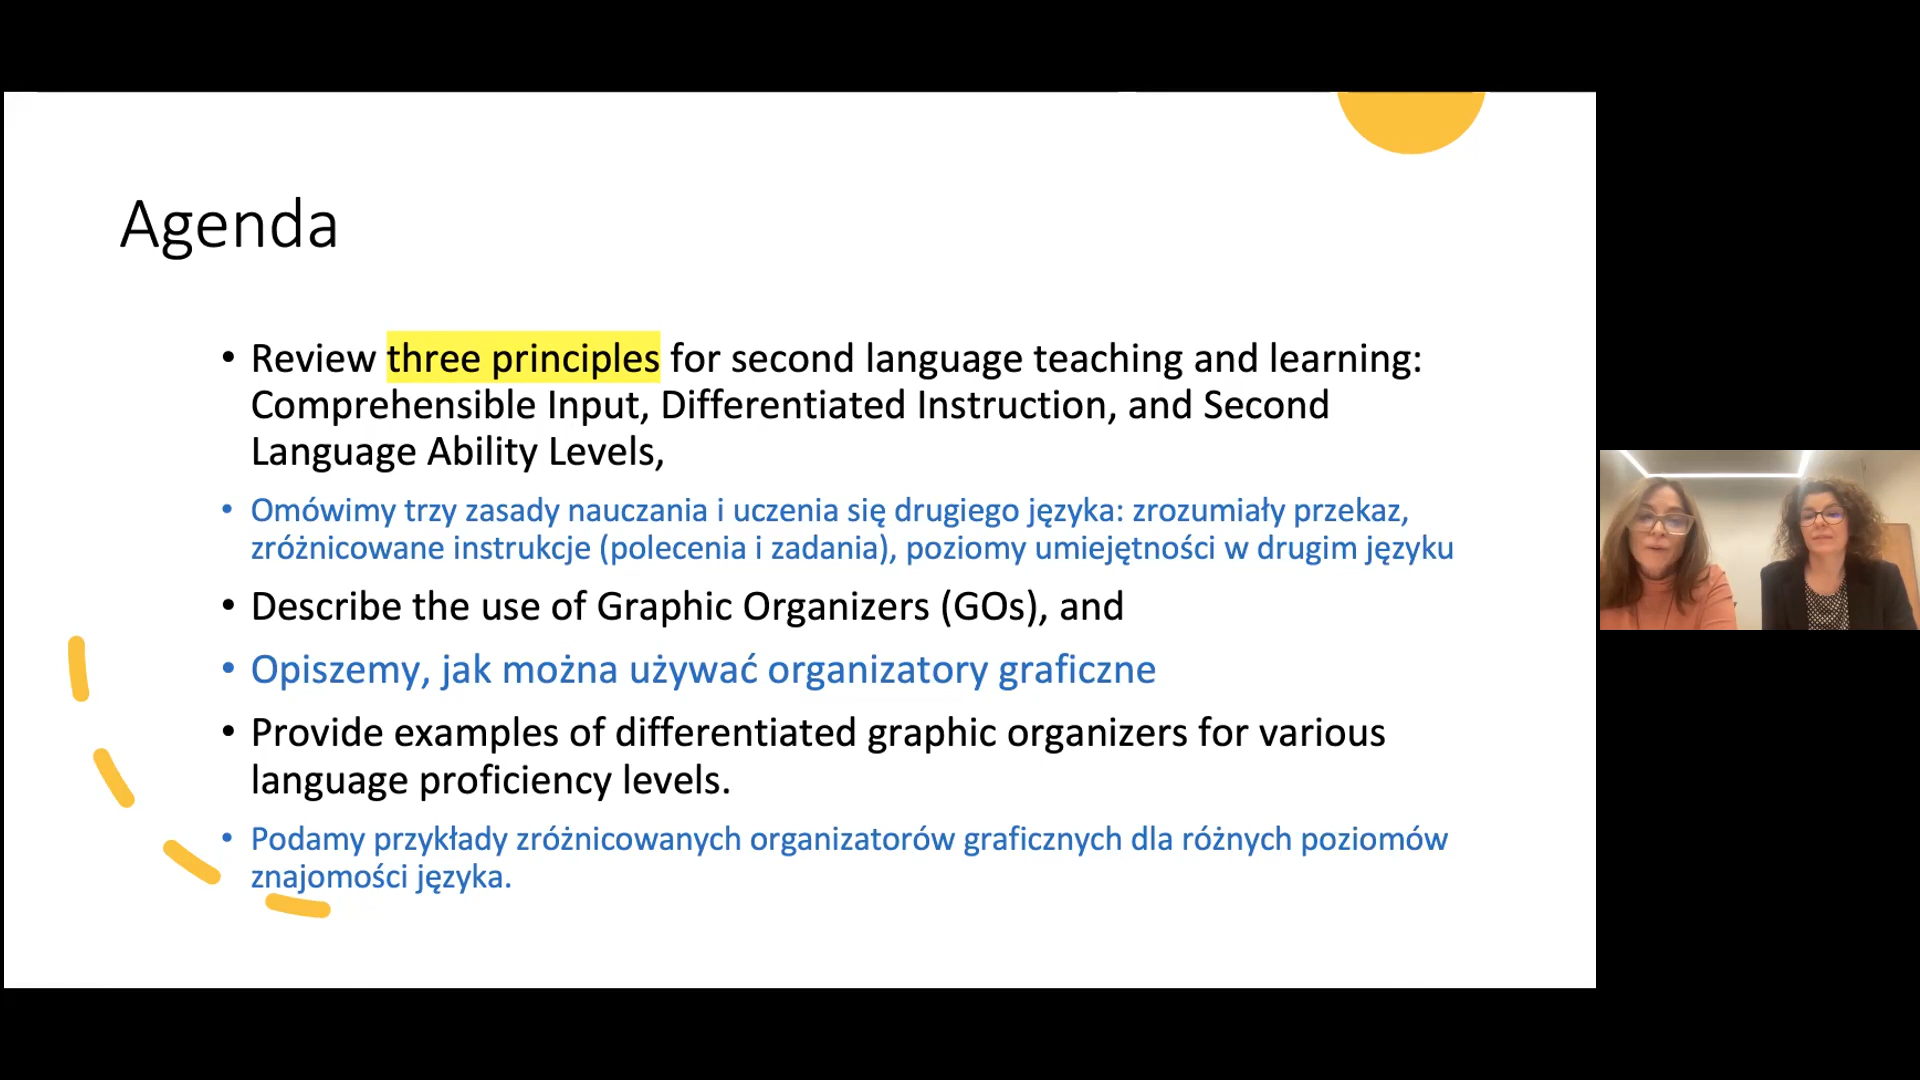 Agenda
• Review three principles for second language teaching and learning:
Comprehensible Input, Differentiated Instruction, and Second
Language Ability Levels,
• Omówimy trzy zasady nauczania i uczenia się drugiego języka: zrozumiały przekaz,
zróżnicowane instrukcje (polecenia i zadania), poziomy umiejętności w drugim języku
• Describe the use of Graphic Organizers (GOs), and
• Opiszemy, jak można używać organizatory graficzne
• Provide examples of differentiated graphic organizers for various
language proficiency levels.
• Podamy przykłady zróżnicowanych organizatorów graficznych dla różnych poziomów
znajomości języka.